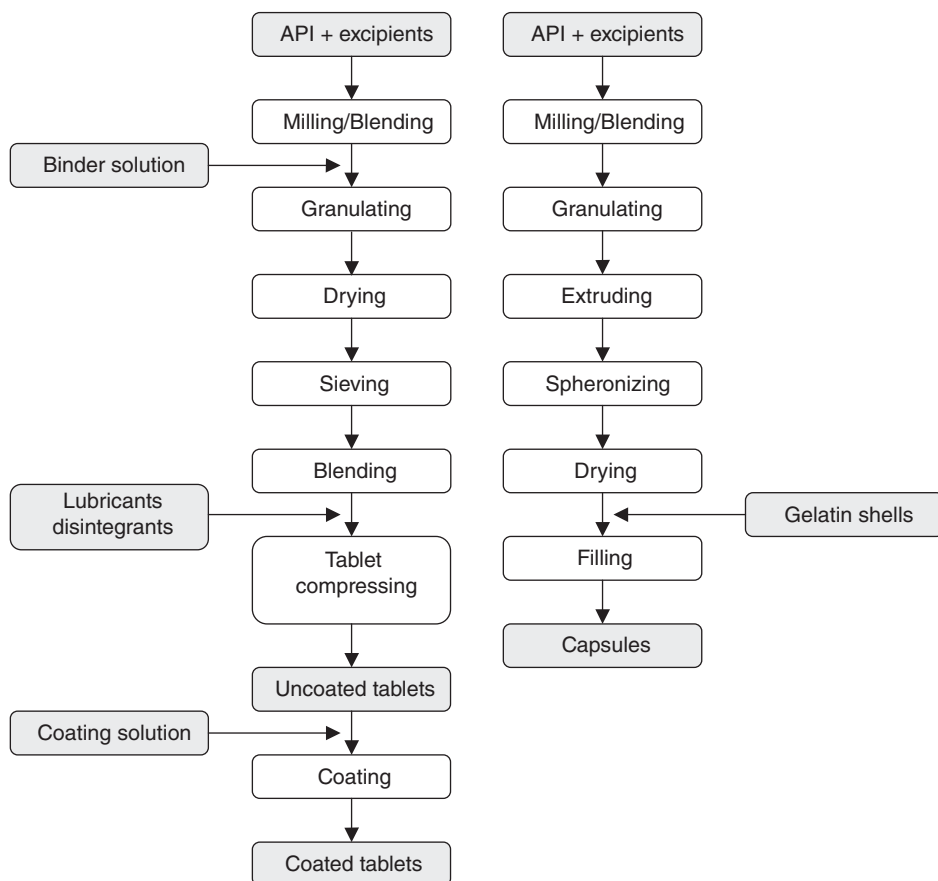 API + excipients
Milling/Blending
Binder solution
Granulating
Drying
Sieving
Blending
Lubricants
disintegrants
Tablet
compressing
Uncoated tablets
Coating solution
Coating
Coated tablets
API + excipients
Milling/Blending
Granulating
Extruding
Spheronizing
Drying
Gelatin shells
Filling
Capsules